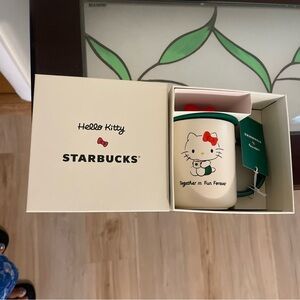 Hello Kitty
STARBUCKS®
Together in Fun Forever